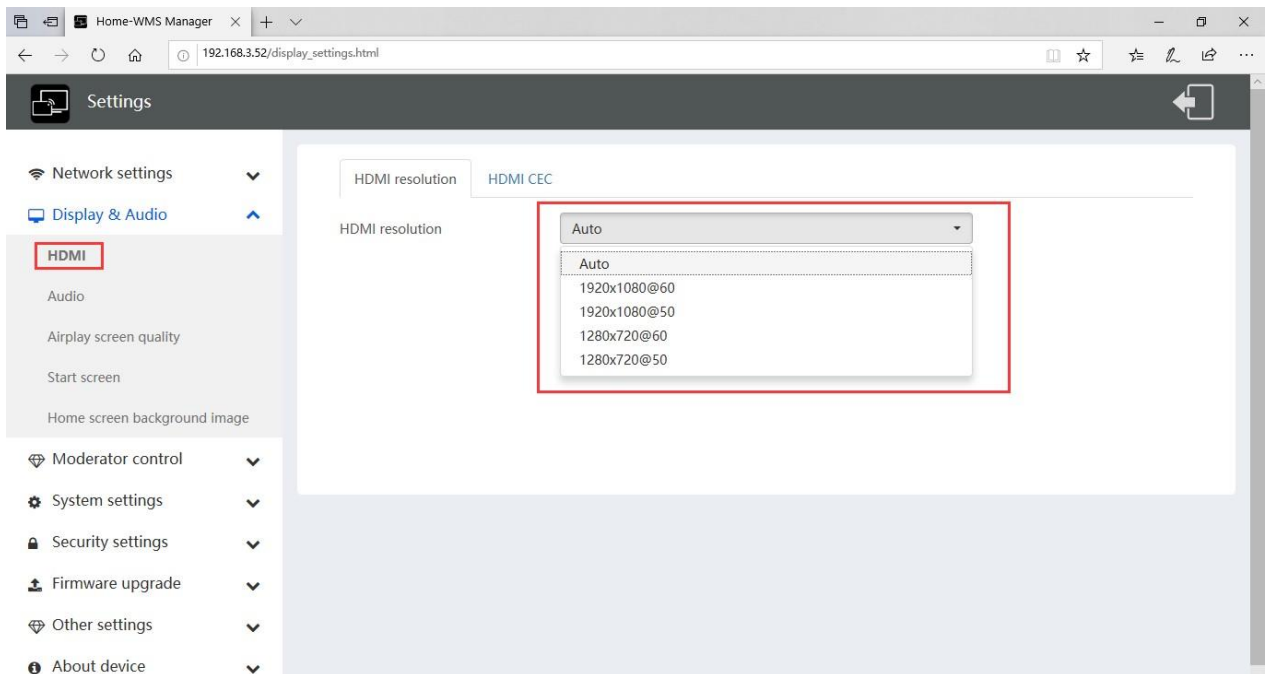 Home-WMS Manager
192.168.3.52/display_settings.html
Settings
Network settings
Display & Audio
HDMI
Audio
Airplay screen quality
Start screen
Home screen background image
Moderator control
System settings
Security settings
Firmware upgrade
Other settings
About device
HDMI resolution
HDMI CEC
HDMI resolution
Auto
Auto
1920x1080@60
1920x1080@50
1280x720@60
1280x720@50